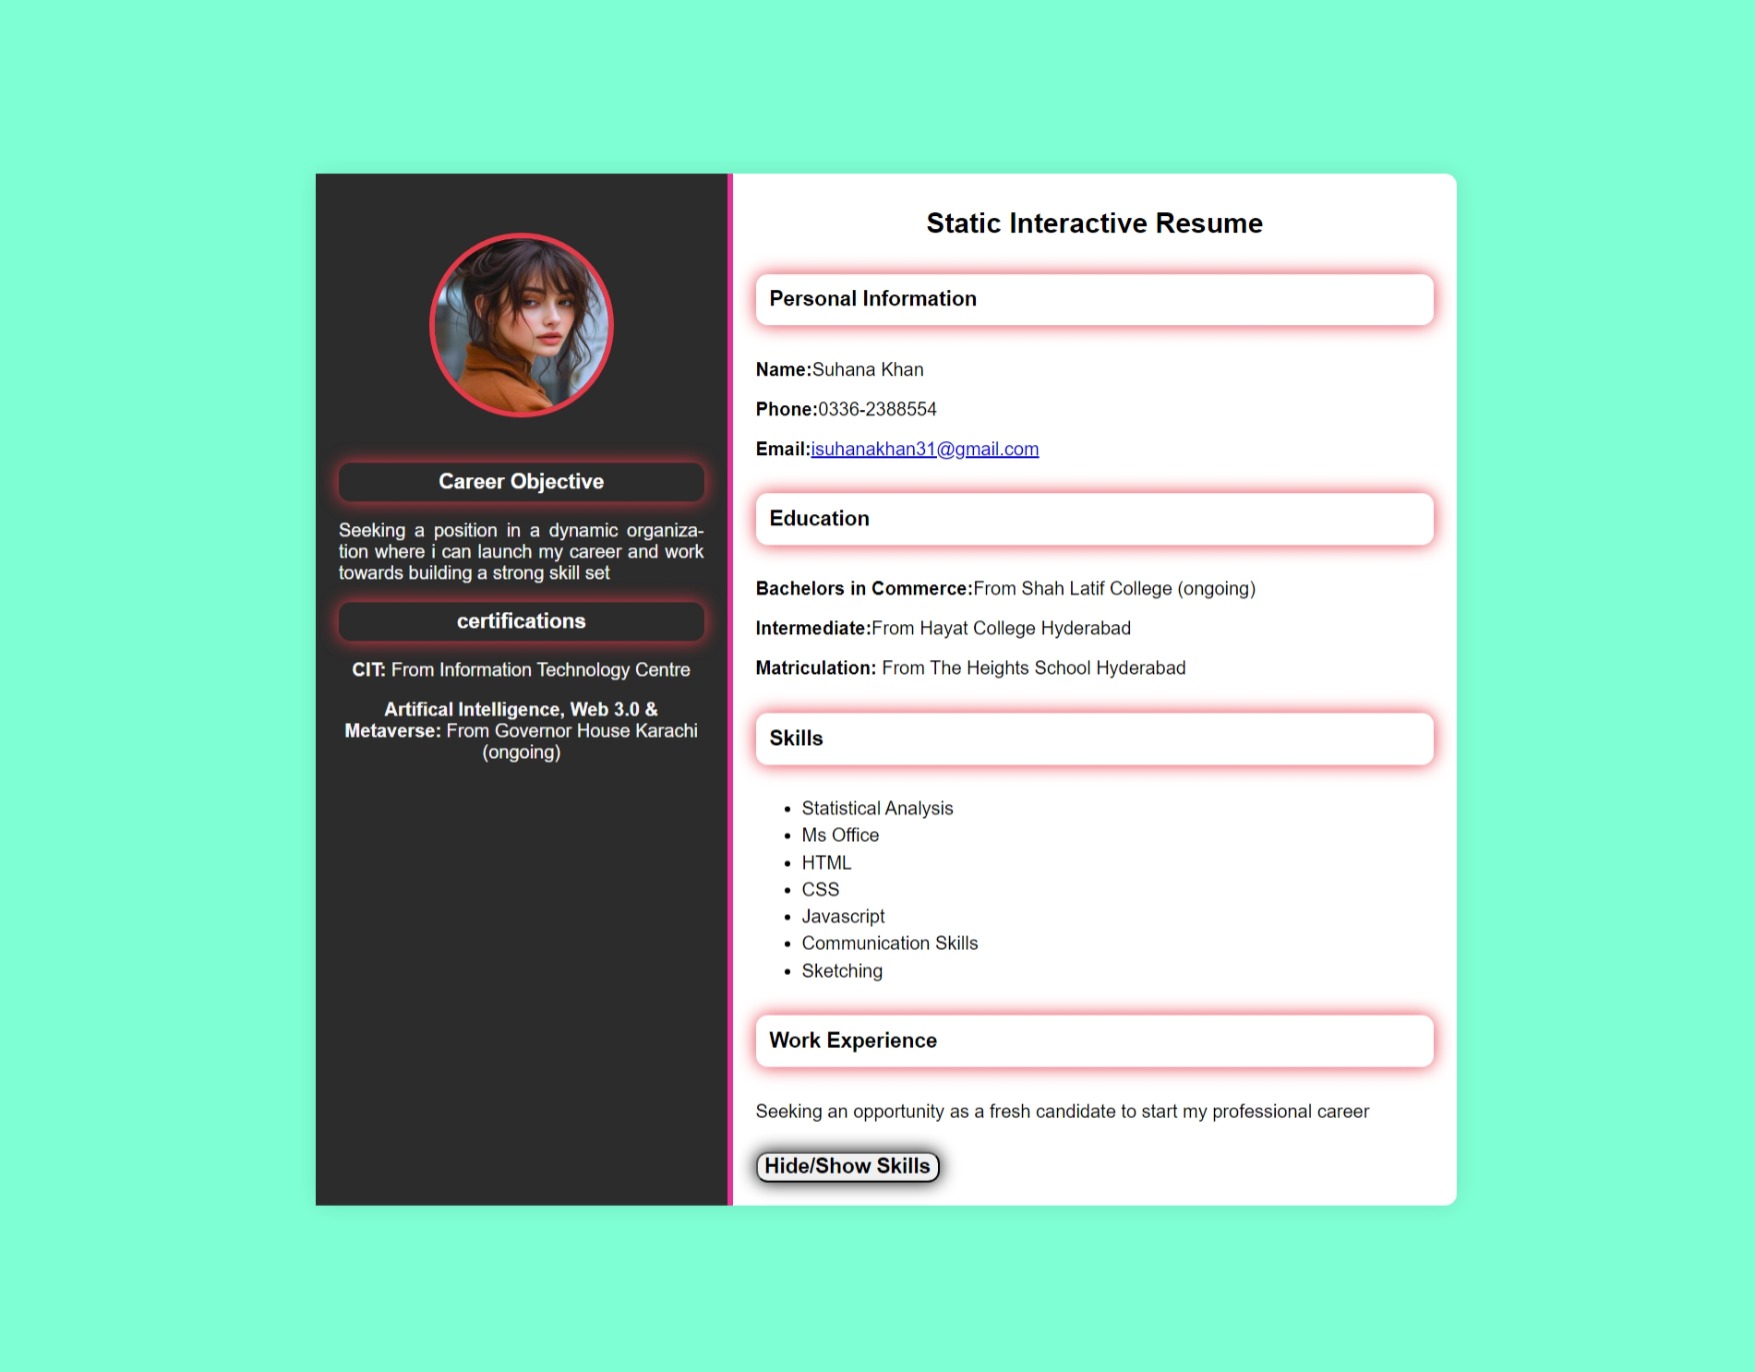 Career Objective
Seeking a position in a dynamic organiza-
tion where i can launch my career and work
towards building a strong skill set
certifications
CIT: From Information Technology Centre
Artifical Intelligence, Web 3.0 &
Metaverse: From Governor House Karachi
(ongoing)
Static Interactive Resume
Personal Information
Name:Suhana Khan
Phone:0336-2388554
Email:isuhanakhan31@gmail.com
Education
Bachelors in Commerce:From Shah Latif College (ongoing)
Intermediate:From Hayat College Hyderabad
Matriculation: From The Heights School Hyderabad
Skills
Statistical Analysis
Ms Office
HTML
CSS
Javascript
Communication Skills
Sketching
Work Experience
Seeking an opportunity as a fresh candidate to start my professional career
Hide/Show Skills